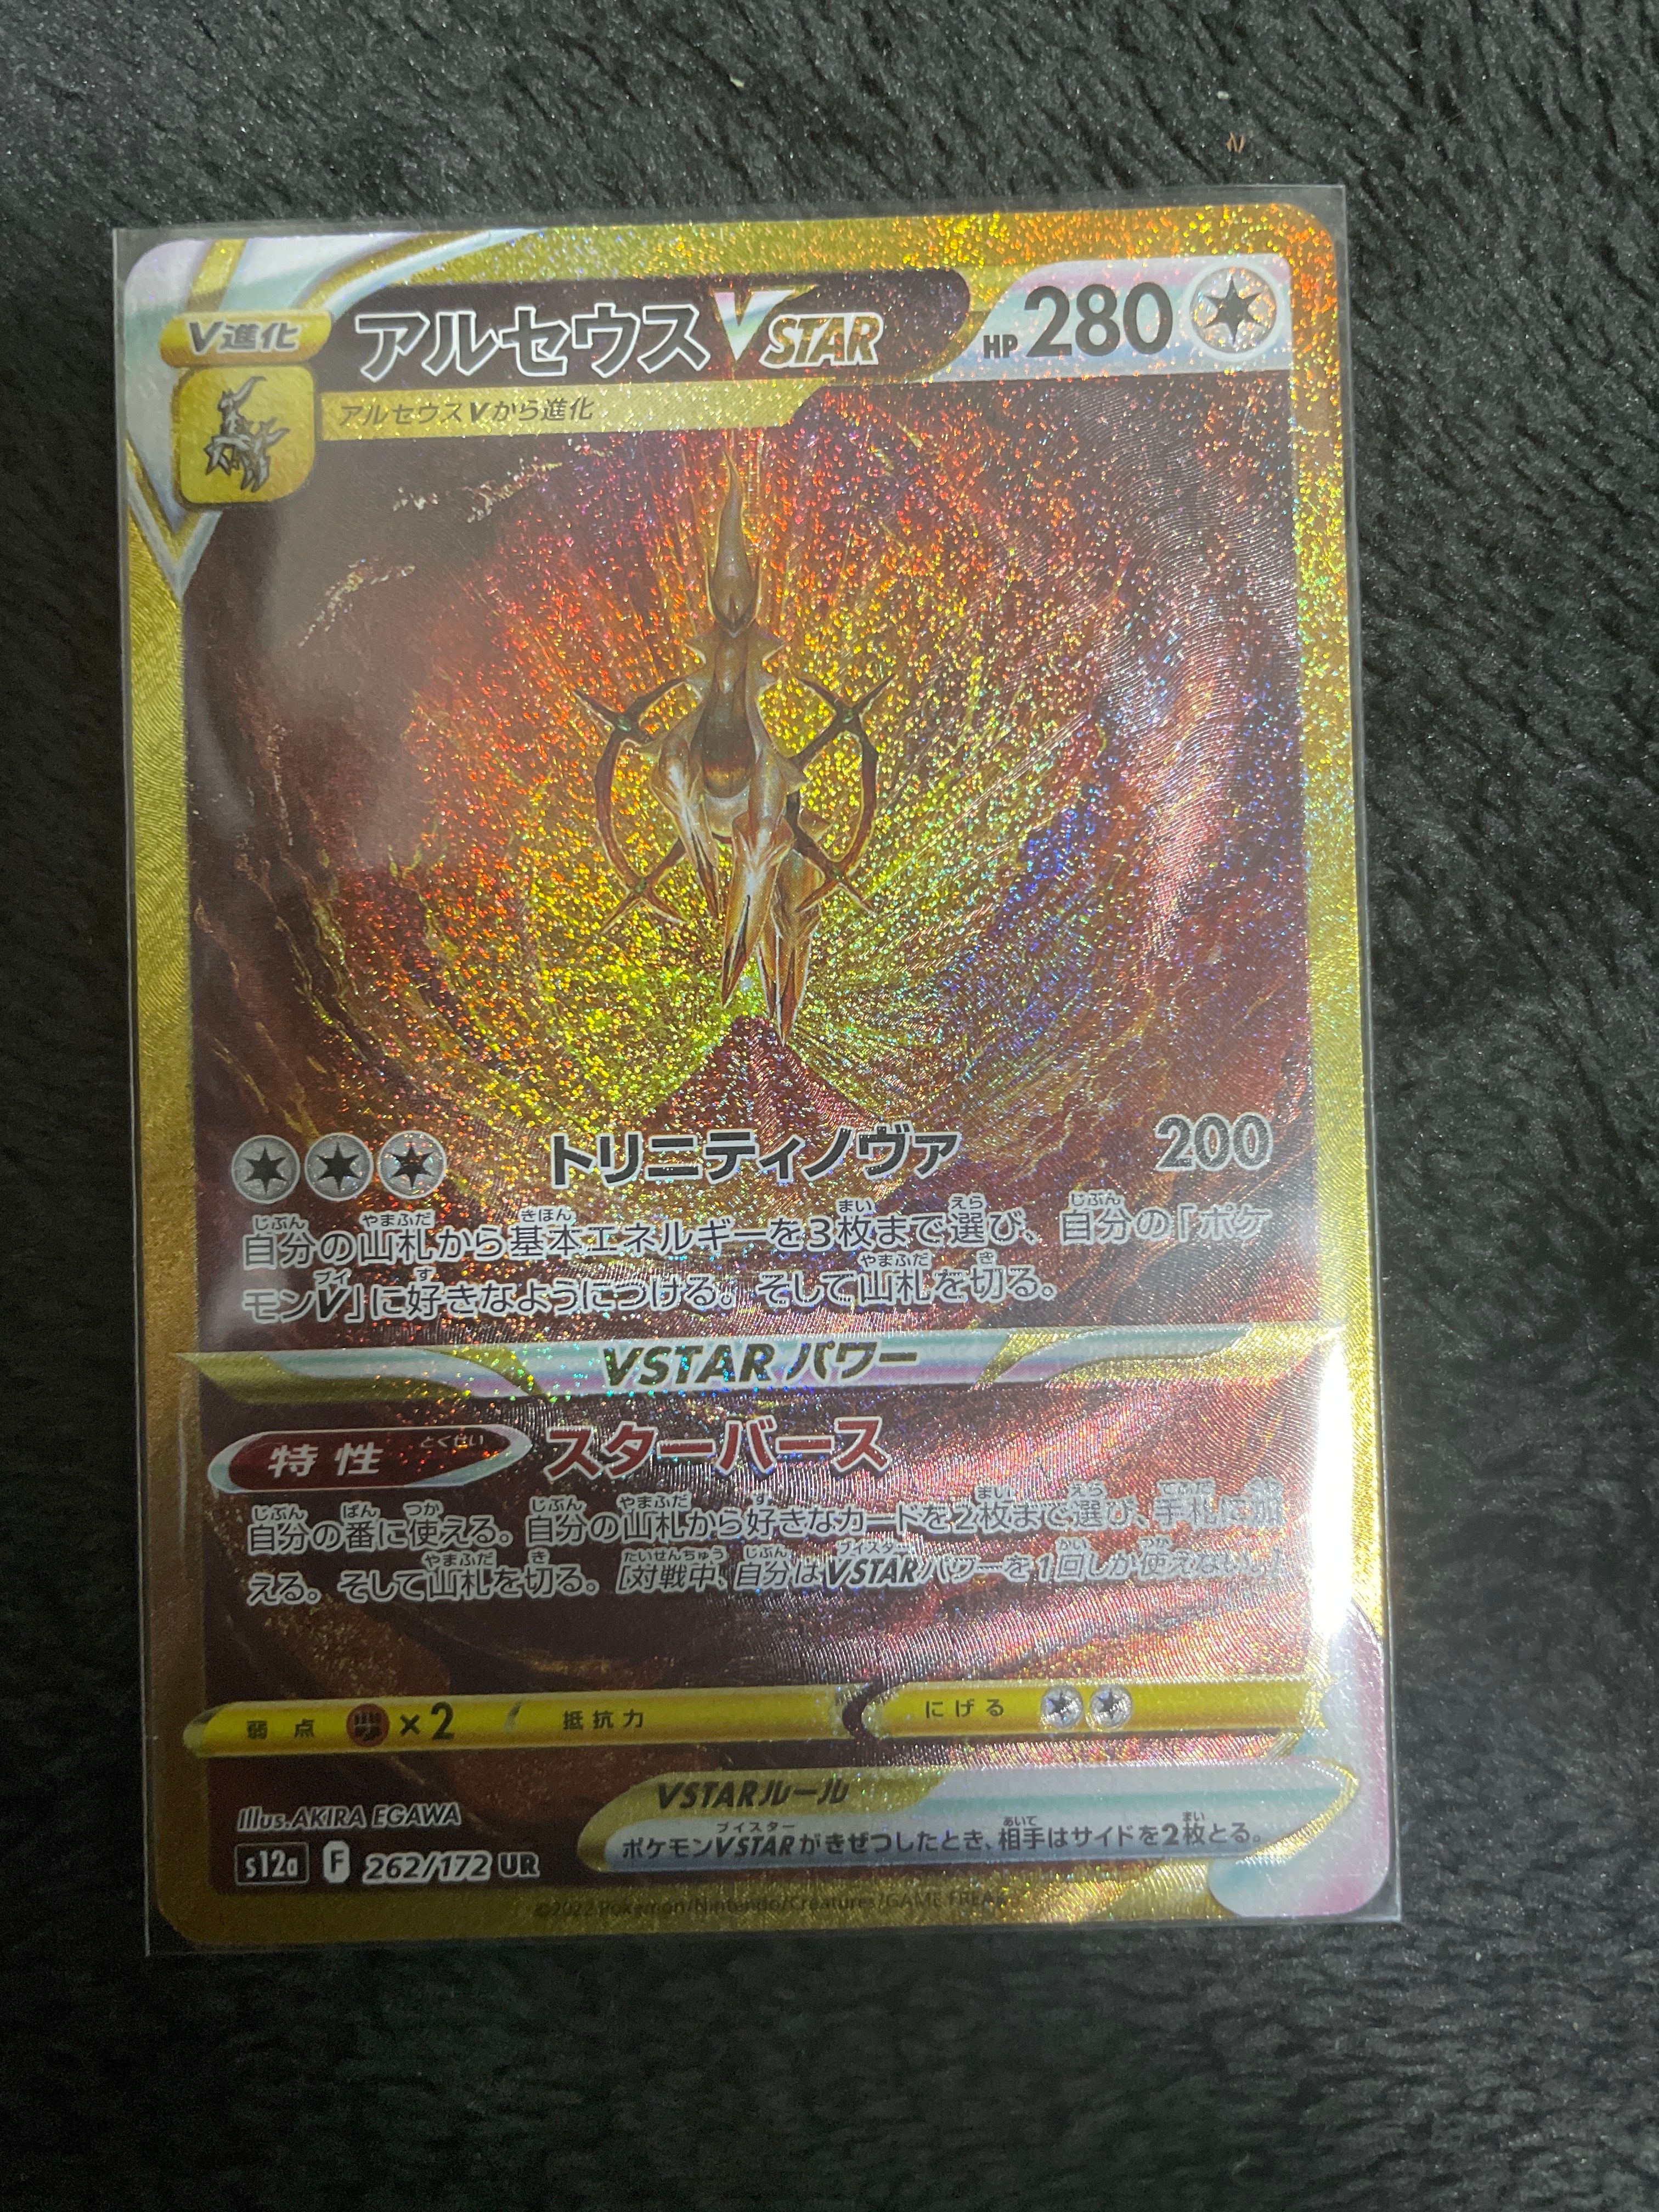 V進化
アルセウスVSTAR
HP 280
アルセウスVから進化
トリニティノヴァ 200
自分の山札から基本エネルギーを3枚まで選び、自分の「ポケ
モンV」に好きなようにつける。そして山札を切る。
VSTARパワー
特性 スターバース
自分の番に使える。自分の山札から好きなカードを2枚まで選び、手札に加
える。そして山札を切る。[対戦中、自分はVSTARパワーを1回しか使えない。]
弱点 ×2 抵抗力 にげる
VSTARルール
ポケモンVSTARがきぜつしたとき、相手はサイドを2枚とる。
Illus. AKIRA EGAWA
s12a F 262/172 UR
©2022 Pokémon/Nintendo/Creatures/GAME FREAK